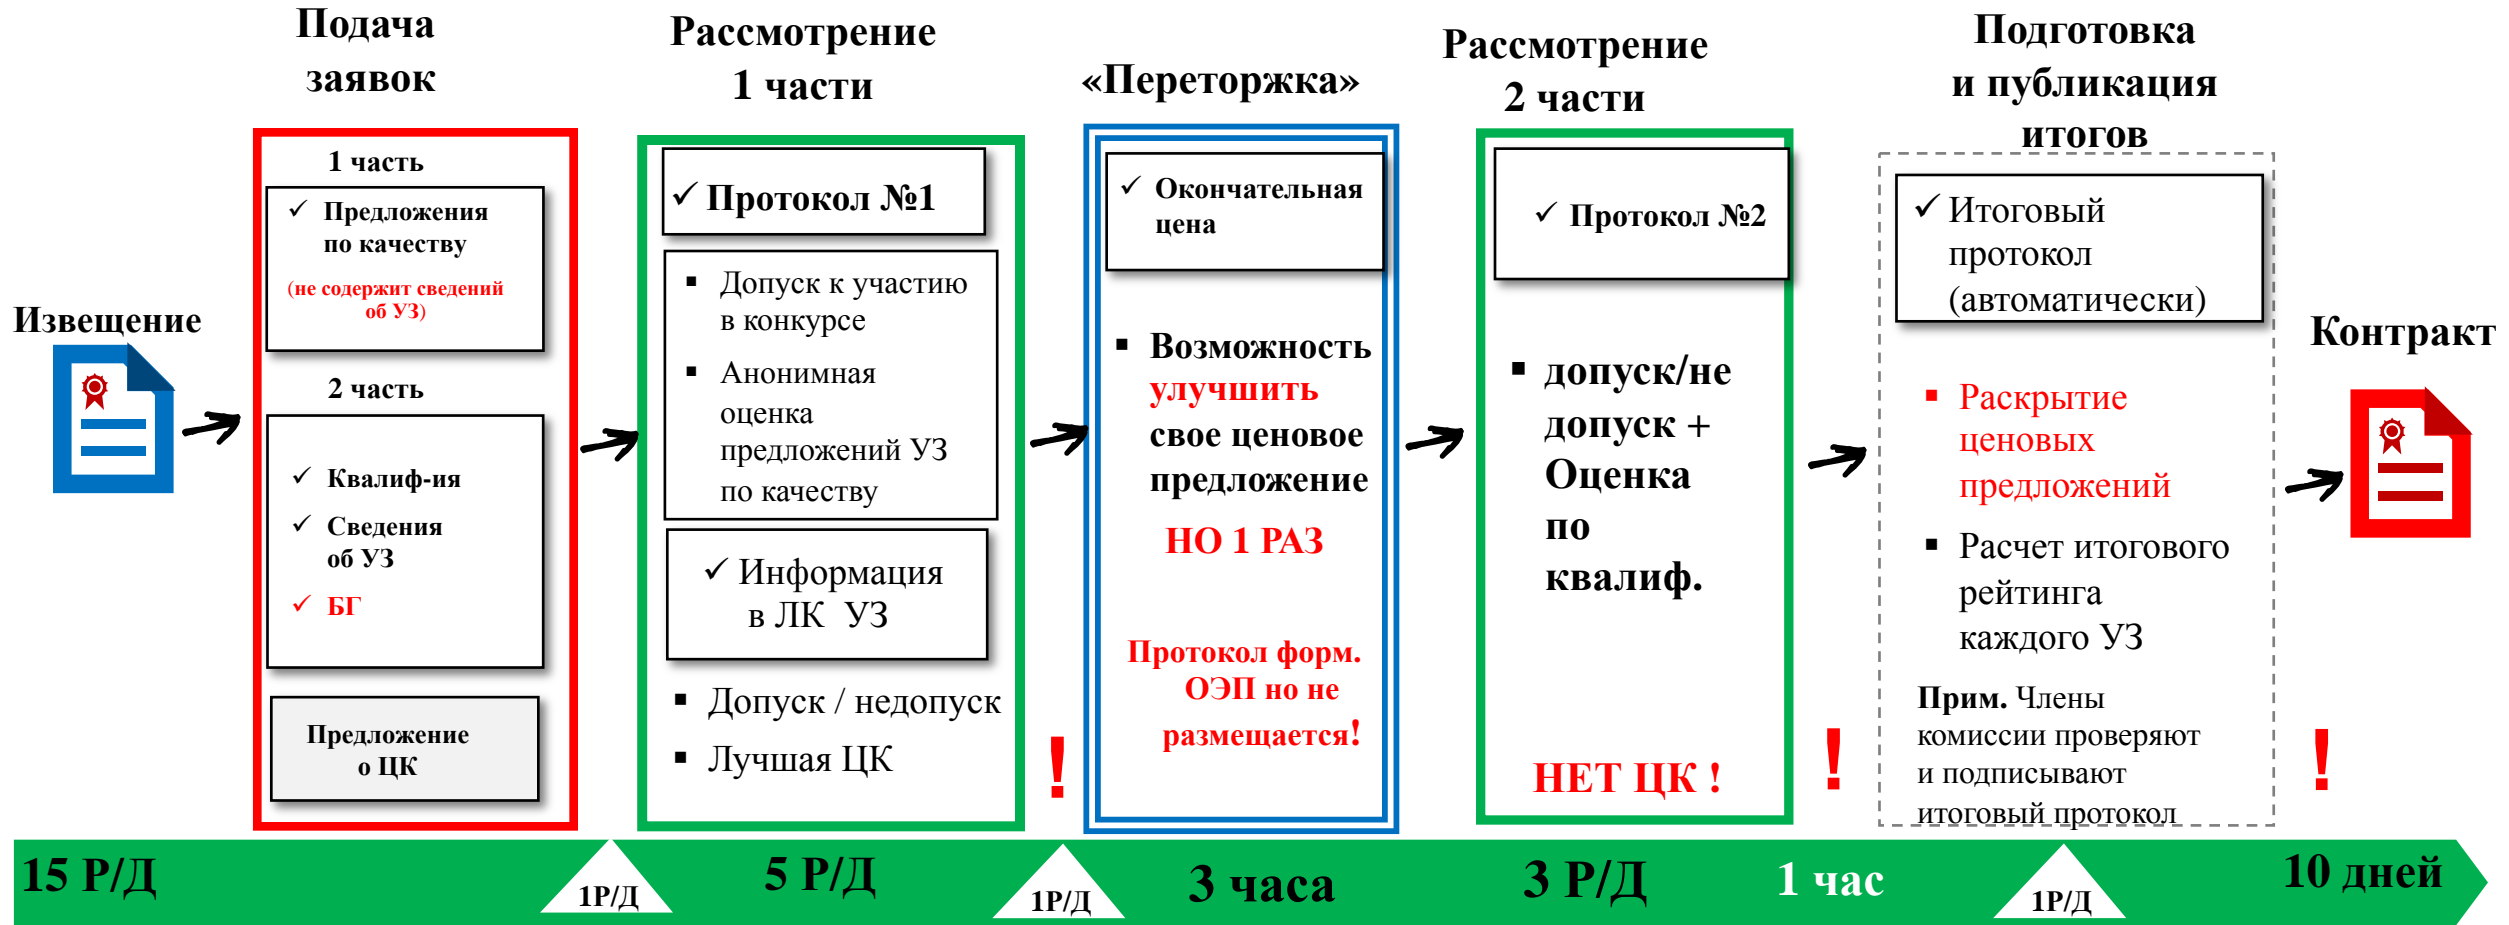 Извещение
Подача
заявок
1 часть
✓ Предложения
по качеству
(не содержит сведений
об УЗ)
2 часть
✓ Квалиф-ия
✓ Сведения
об УЗ
✓ БГ
Предложение
о ЦК
Рассмотрение
1 части
✓ Протокол №1
▪ Допуск к участию
в конкурсе
▪ Анонимная
оценка
предложений УЗ
по качеству
✓ Информация
в ЛК УЗ
▪ Допуск / недопуск
▪ Лучшая ЦК
!
«Переторжка»
✓ Окончательная
цена
▪ Возможность
улучшить
свое ценовое
предложение
НО 1 РАЗ
Протокол форм.
ОЭП но не
размещается!
Рассмотрение
2 части
✓ Протокол №2
▪ допуск/не
допуск +
Оценка
по
квалиф.
НЕТ ЦК !
!
Подготовка
и публикация
итогов
✓ Итоговый
протокол
(автоматически)
▪ Раскрытие
ценовых
предложений
▪ Расчет итогового
рейтинга
каждого УЗ
Прим. Члены
комиссии проверяют
и подписывают
итоговый протокол
!
Контракт
15 Р/Д
1Р/Д
5 Р/Д
1Р/Д
3 часа
3 Р/Д
1 час
1Р/Д
10 дней